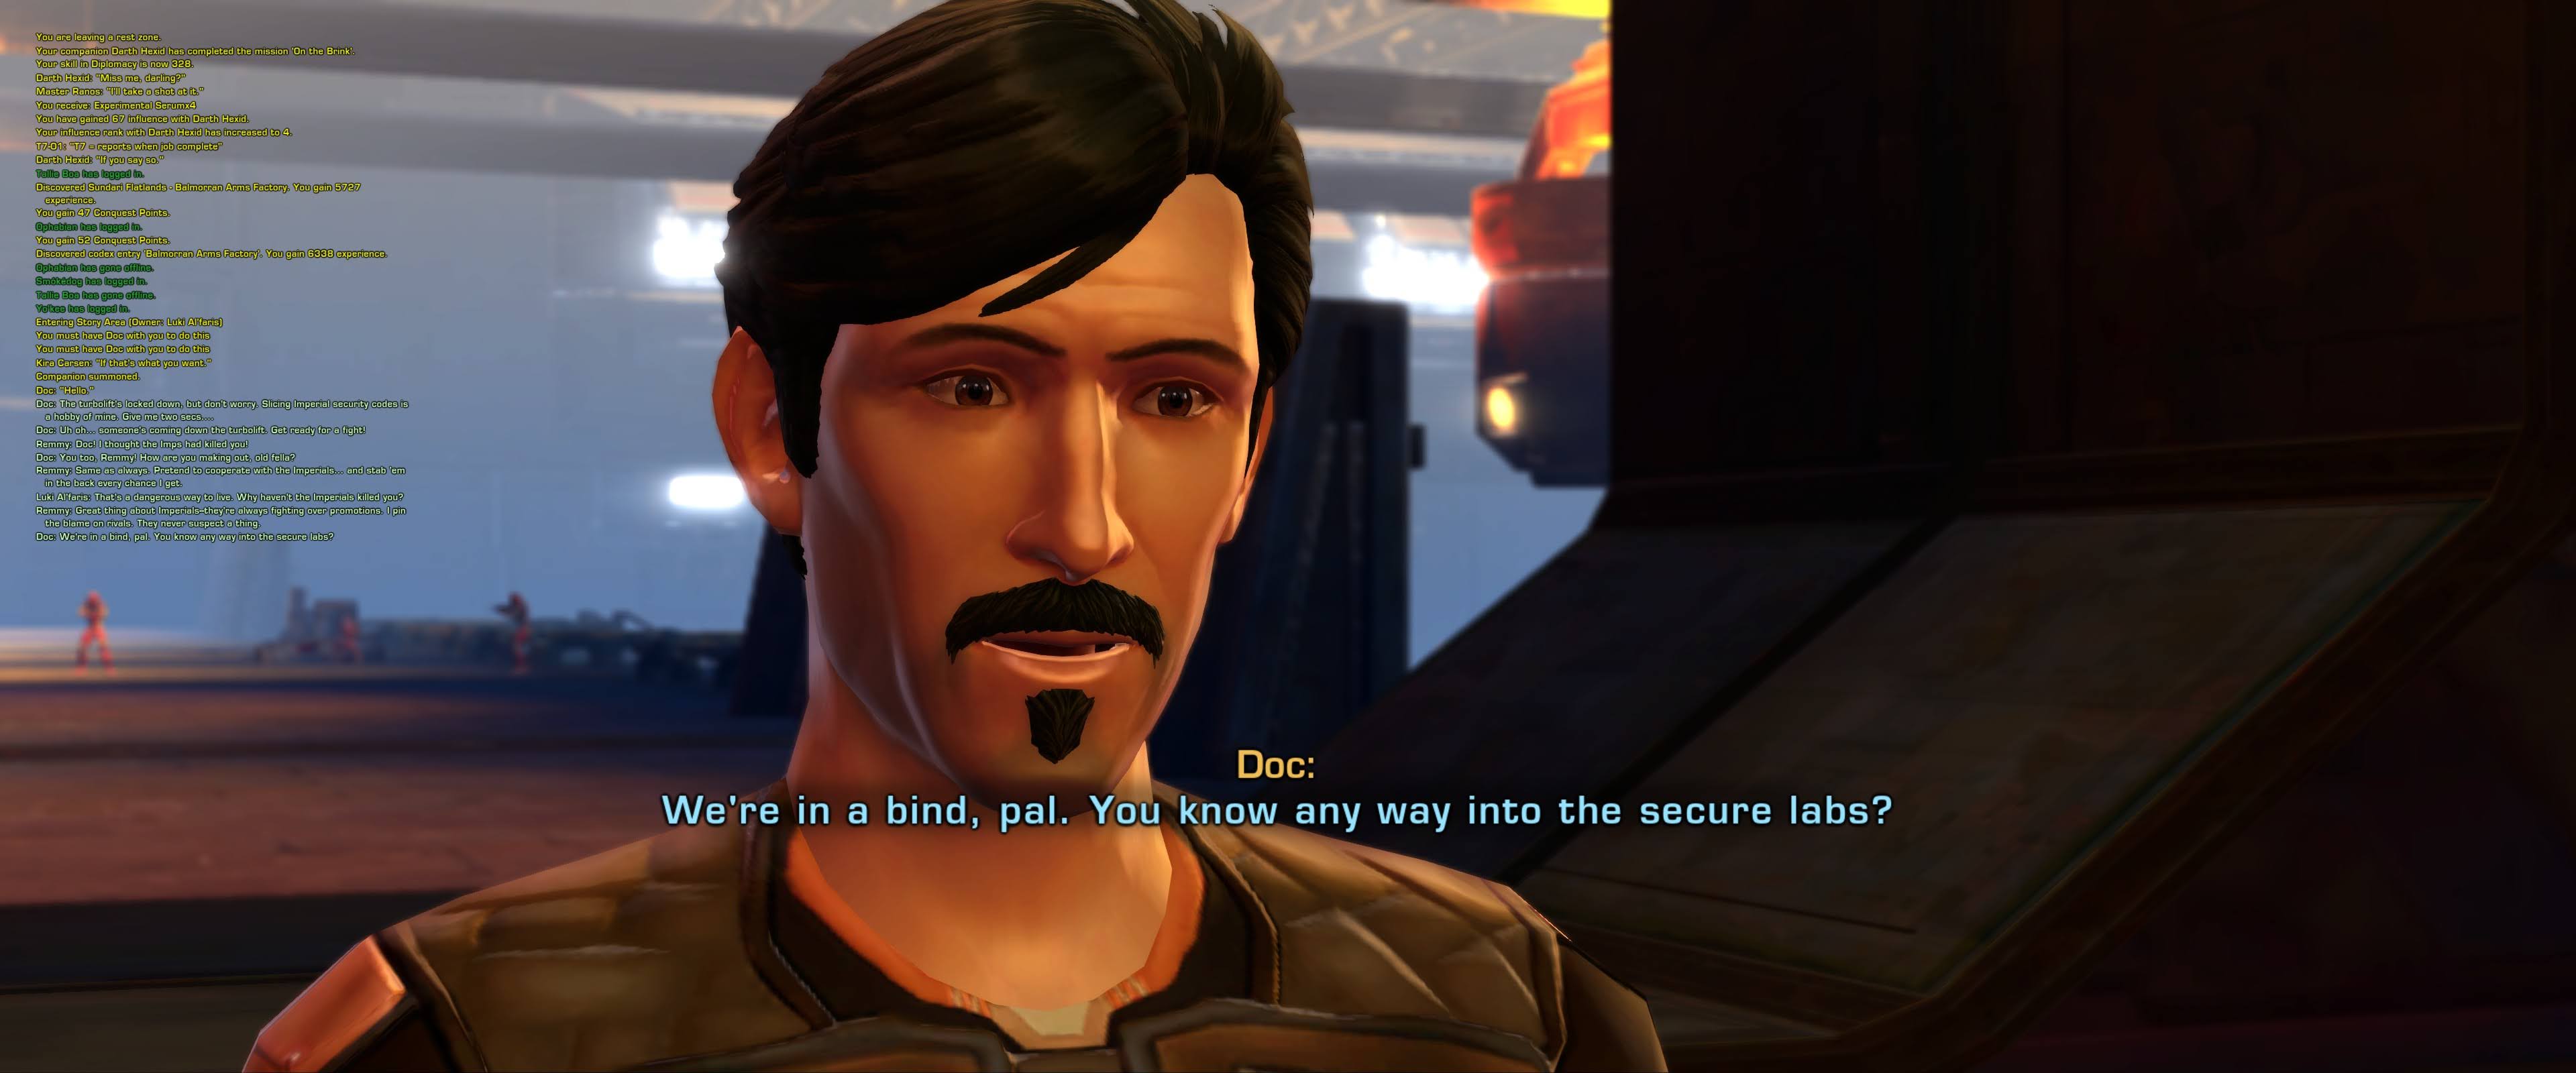 You are leaving a rest zone.
Your companion Darth Hexid has completed the mission 'On the Brink'.
Your skill in Diplomacy is now 328.
Darth Hexid: "Miss me, darling?"
Master Ranos: "I'll take a shot at it."
You receive: Experimental Serumx4
You have gained 67 influence with Darth Hexid.
Your influence rank with Darth Hexid has increased to 4.
T7-O1: "T7 = reports when job complete"
Darth Hexid: "If you say so."
Tollie Boa has logged in.
Discovered Sundari Flatlands - Balmorran Arms Factory. You gain 5727
experience.
You gain 47 Conquest Points.
Ophabian has logged in.
You gain 52 Conquest Points.
Discovered codex entry 'Balmorran Arms Factory'. You gain 6338 experience.
Ophabian has gone offline.
Smókèdog has logged in.
Tollie Boa has gone offline.
Yo'kee has logged in.
Entering Story Area (Owner: Luki Al'faris)
You must have Doc with you to do this
You must have Doc with you to do this
Kira Carsen: "If that's what you want."
Companion summoned.
Doc: "Hello."
Doc: The turbolift's locked down, but don't worry. Slicing Imperial security codes is
a hobby of mine. Give me two secs....
Doc: Uh oh... someone's coming down the turbolift. Get ready for a fight!
Remmy: Doc! I thought the Imps had killed you!
Doc: You too, Remmy! How are you making out, old fella?
Remmy: Same as always. Pretend to cooperate with the Imperials... and stab 'em
in the back every chance I get.
Luki Al'faris: That's a dangerous way to live. Why haven't the Imperials killed you?
Remmy: Great thing about Imperials–they're always fighting over promotions. I pin
the blame on rivals. They never suspect a thing.
Doc: We're in a bind, pal. You know any way into the secure labs?
Doc:
We're in a bind, pal. You know any way into the secure labs?